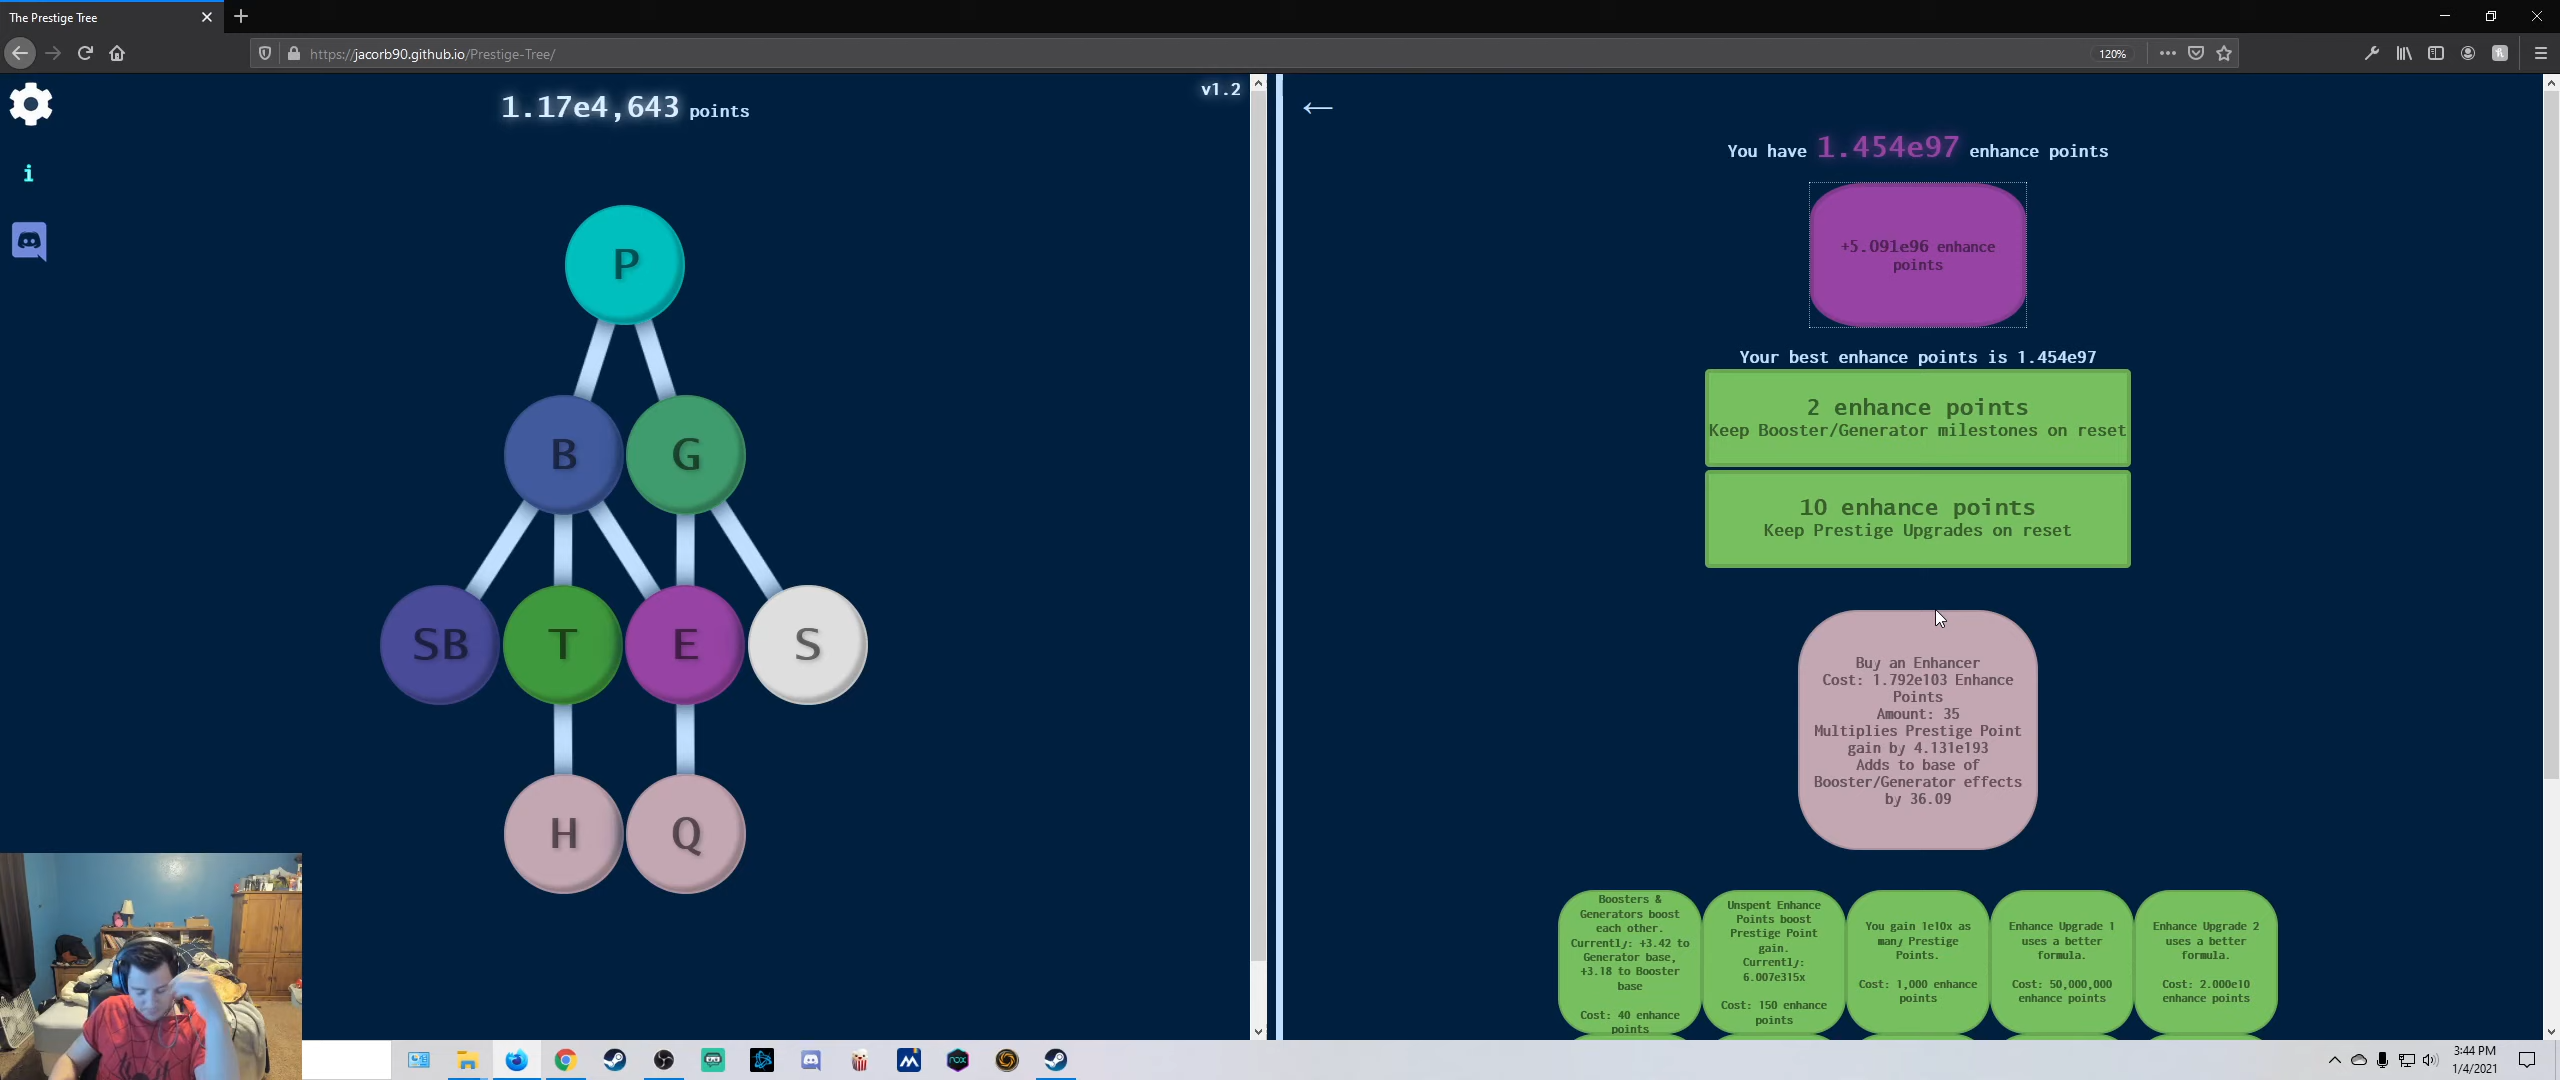 The Prestige Tree
https://jacorb90.github.io/Prestige-Tree/
120%
1.17e4,643 points
v1.2
i
P
B
G
SB
T
E
S
H
Q
←
You have 1.454e97 enhance points
+5.091e96 enhance
points
Your best enhance points is 1.454e97
2 enhance points
Keep Booster/Generator milestones on reset
10 enhance points
Keep Prestige Upgrades on reset
Buy an Enhancer
Cost: 1.792e103 Enhance
Points
Amount: 35
Multiplies Prestige Point
gain by 4.131e193
Adds to base of
Booster/Generator effects
by 36.09
Boosters &
Generators boost
each other.
Currently: +3.42 to
Generator base,
+3.18 to Booster
base
Cost: 40 enhance
points
Unspent Enhance
Points boost
Prestige Point
gain.
Currently:
6.007e315x
Cost: 150 enhance
points
You gain 1e10x as
many Prestige
Points.
Cost: 1,000 enhance
points
Enhance Upgrade 1
uses a better
formula.
Cost: 50,000,000
enhance points
Enhance Upgrade 2
uses a better
formula.
Cost: 2.000e10
enhance points
nox
3:44 PM
1/4/2021